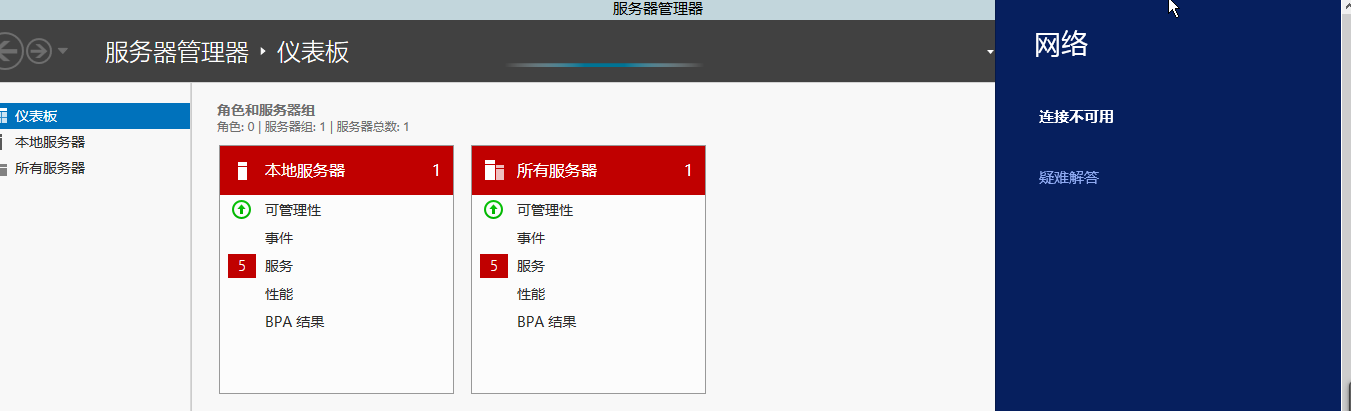 服务器管理器
服务器管理器 ‣ 仪表板
网络
连接不可用
疑难解答
仪表板
本地服务器
所有服务器
角色和服务器组
角色: 0 | 服务器组: 1 | 服务器总数: 1
本地服务器 1
可管理性
事件
5 服务
性能
BPA 结果
所有服务器 1
可管理性
事件
5 服务
性能
BPA 结果